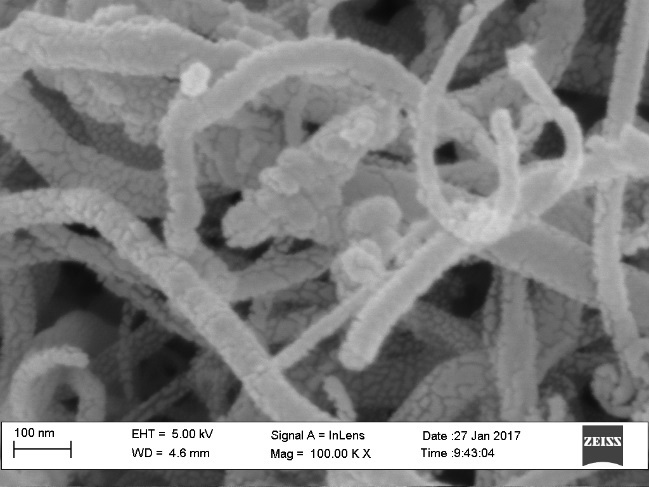 100 nm
EHT = 5.00 kV
Signal A = InLens
Date :27 Jan 2017
ZEISS
WD = 4.6 mm
Mag = 100.00 K X
Time :9:43:04